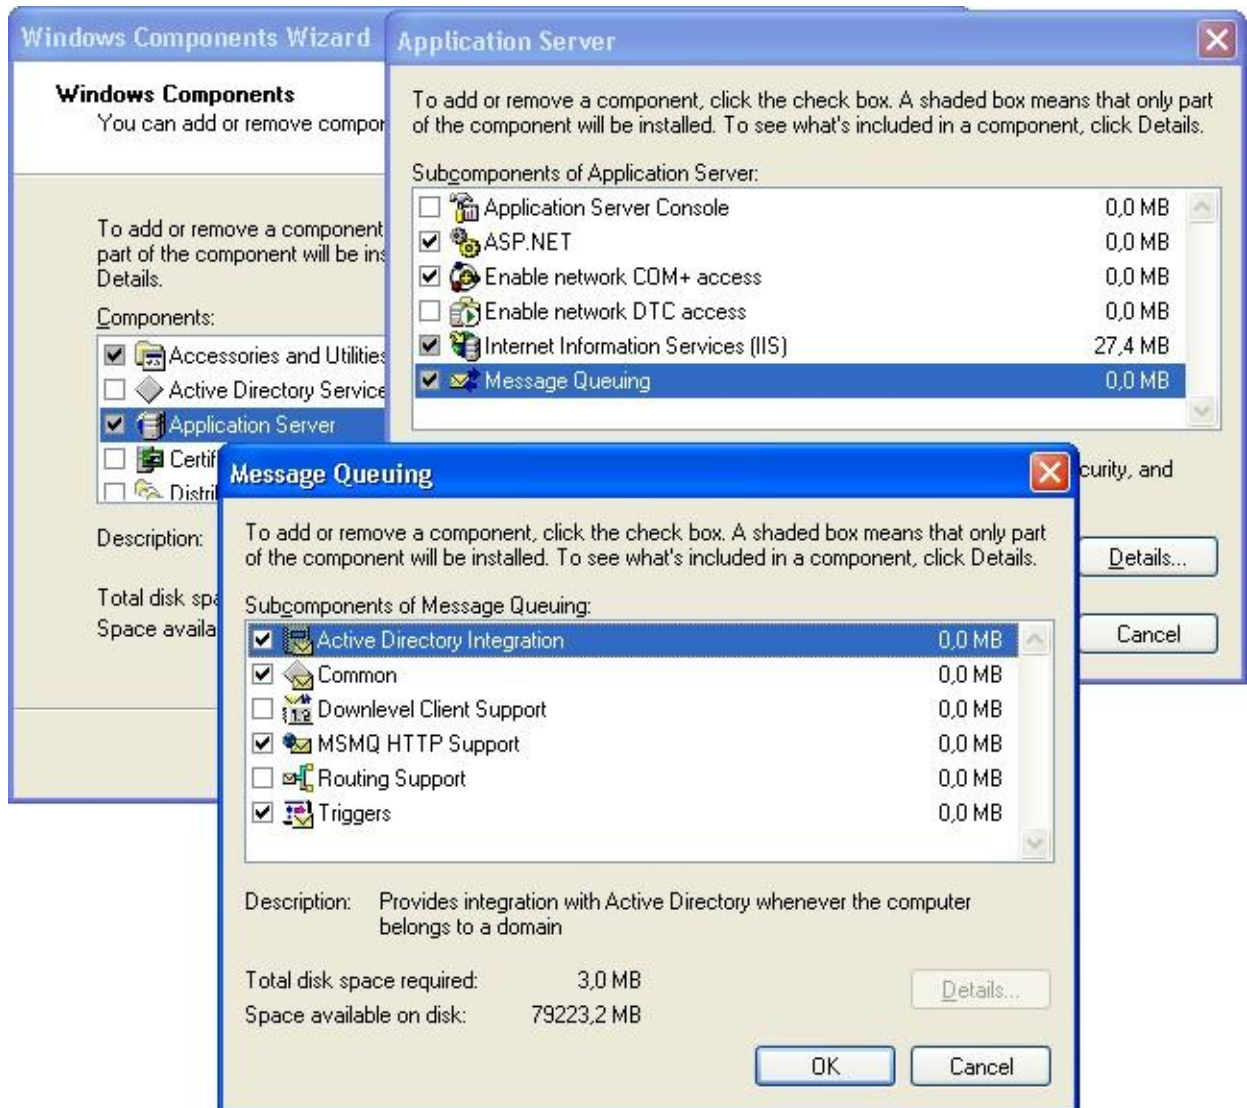 Windows Components Wizard
Windows Components
You can add or remove compor
To add or remove a component
part of the component will be ins
Details.
Components:
Accessories and Utilities
Active Directory Service
Application Server
Certif
Distril
Description:
Total disk spa
Space availa
Application Server
To add or remove a component, click the check box. A shaded box means that only part
of the component will be installed. To see what's included in a component, click Details.
Subcomponents of Application Server:
Application Server Console 0,0 MB
ASP.NET 0,0 MB
Enable network COM+ access 0,0 MB
Enable network DTC access 0,0 MB
Internet Information Services (IIS) 27,4 MB
Message Queuing 0,0 MB
curity, and
Details...
Cancel
Message Queuing
To add or remove a component, click the check box. A shaded box means that only part
of the component will be installed. To see what's included in a component, click Details.
Subcomponents of Message Queuing:
Active Directory Integration 0,0 MB
Common 0,0 MB
Downlevel Client Support 0,0 MB
MSMQ HTTP Support 0,0 MB
Routing Support 0,0 MB
Triggers 0,0 MB
Description: Provides integration with Active Directory whenever the computer
belongs to a domain
Total disk space required: 3,0 MB
Space available on disk: 79223,2 MB
Details...
OK Cancel